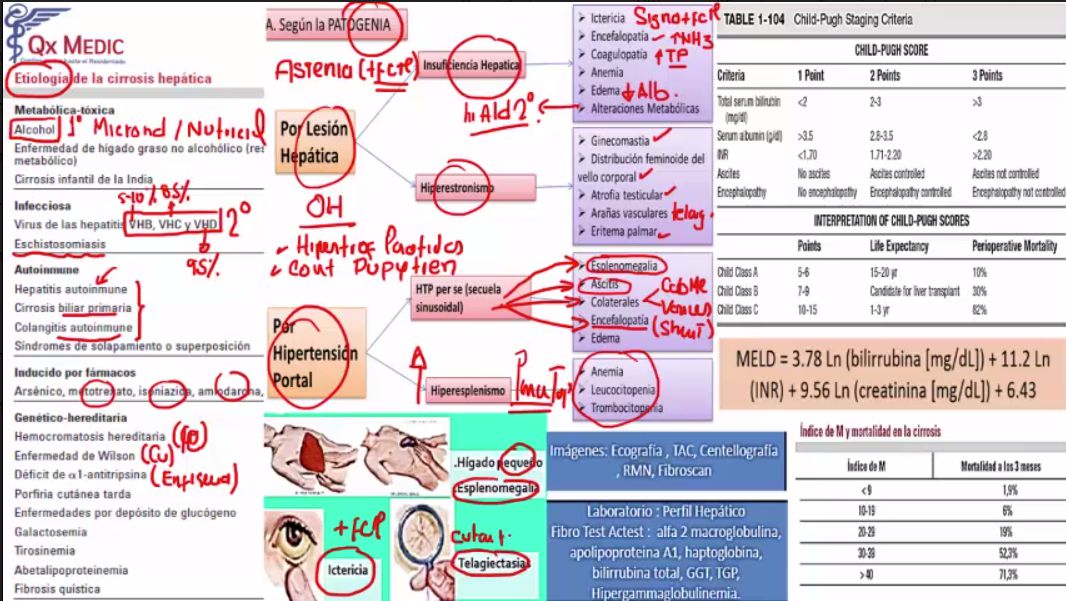 Qx MEDIC
Etiología de la cirrosis hepática
Metabólica-tóxica
Alcohol 1° Micronod / Nutricial
Enfermedad de hígado graso no alcohólico (res
metabólico)
Cirrosis infantil de la India
5-10% 85%
Infecciosa
Virus de las hepatitis VHB, VHC y VHD 2°
Eschistosomiasis
95%
Autoinmune
Hepatitis autoinmune
Cirrosis biliar primaria
Colangitis autoinmune
Síndromes de solapamiento o superposición
Inducido por fármacos
Arsénico, metotrexato, isoniazida, amiodarona,
Genético-hereditaria
Hemocromatosis hereditaria (Fe)
Enfermedad de Wilson (Cu)
Déficit de α1-antitripsina (Enfisema)
Porfiria cutánea tarda
Enfermedades por depósito de glucógeno
Galactosemia
Tirosinemia
Abetalipoproteinemia
Fibrosis quística
A. Según la PATOGENIA
ASTENIA (+FCTE)
Insuficiencia Hepatica
Por Lesión
Hepática
Hiperestronismo
OH
Hipertrof Parotidas
Cont Dupytren
HTP per se (secuela
sinusoidal)
Por
Hipertensión
Portal
Hiperesplenismo
Ictericia Signo+fcte
Encefalopatía NH3
Coagulopatía ↑TP
Anemia
Edema ↓Alb.
Alteraciones Metabólicas
hiAld2°
Ginecomastia
Distribución feminoide del
vello corporal
Atrofia testicular
Arañas vasculares telag.
Eritema palmar
Esplenomegalia
Ascitis
Colaterales
Encefalopatía (Shunt)
Edema
Anemia
Leucocitopenia
Trombocitopenia
.Hígado pequeño
Esplenomegalia
+fcte
Ictericia
cutan
Telagiectasias
Imágenes: Ecografía , TAC, Centellografía
, RMN, Fibroscan
Laboratorio : Perfil Hepático
Fibro Test Actest : alfa 2 macroglobulina,
apolipoproteina A1, haptoglobina,
bilirrubina total, GGT, TGP,
Hipergammaglobulinemia.
TABLE 1-104 Child-Pugh Staging Criteria
CHILD-PUGH SCORE
Criteria 1 Point 2 Points 3 Points
Total serum bilirubin <2 2-3 >3
(mg/dl)
Serum albumin (g/dl) >3.5 2.8-3.5 <2.8
INR <1.70 1.71-2.20 >2.20
Ascites No ascites Ascites controlled Ascites not controlled
Encephalopathy No encephalopathy Encephalopathy controlled Encephalopathy not controlled
INTERPRETATION OF CHILD-PUGH SCORES
Points Life Expectancy Perioperative Mortality
Child Class A 5-6 15-20 yr 10%
Child Class B 7-9 Candidate for liver transplant 30%
Child Class C 10-15 1-3 yr 82%
MELD = 3.78 Ln (bilirrubina [mg/dL]) + 11.2 Ln
(INR) + 9.56 Ln (creatinina [mg/dL]) + 6.43
Índice de M y mortalidad en la cirrosis
Índice de M Mortalidad a los 3 meses
<9 1,9%
10-19 6%
20-29 19%
30-39 52,3%
>40 71,3%